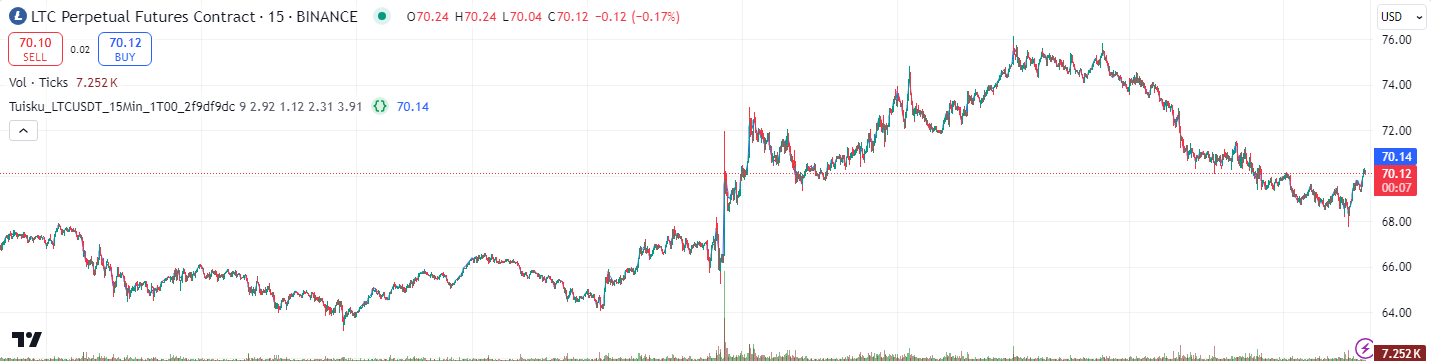 LTC Perpetual Futures Contract · 15 · BINANCE O70.24 H70.24 L70.04 C70.12 −0.12 (−0.17%)
USD
70.10 0.02 70.12
SELL BUY
Vol · Ticks 7.252 K
Tuisku_LTCUSDT_15Min_1T00_2f9df9dc 9 2.92 1.12 2.31 3.91 {} 70.14
76.00
74.00
72.00
70.14
70.12
00:07
68.00
66.00
64.00
7.252 K